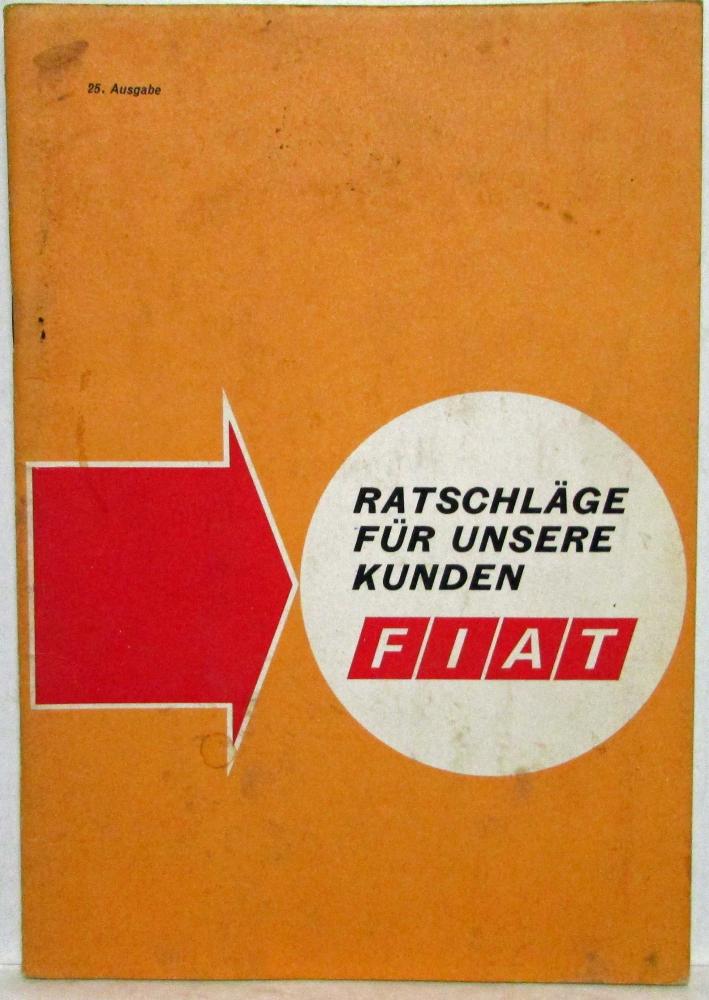 25. Ausgabe
RATSCHLÄGE
FÜR UNSERE
KUNDEN
FIAT